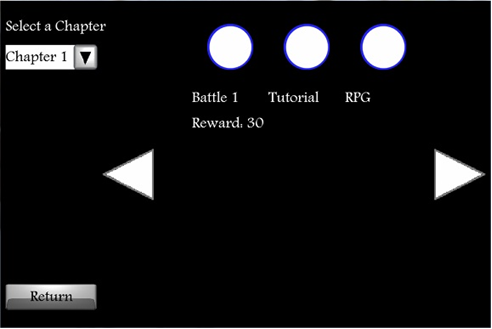 Select a Chapter
Chapter 1
Battle 1 Tutorial RPG
Reward: 30
Return